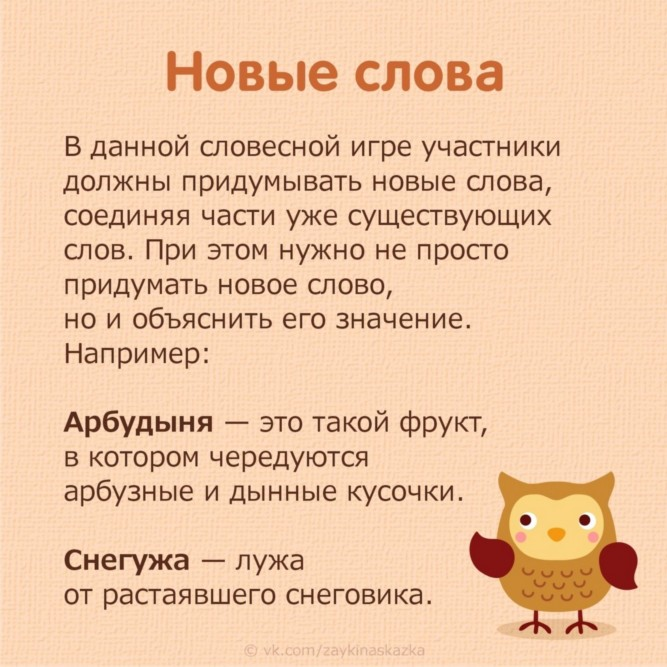 Новые слова
В данной словесной игре участники
должны придумывать новые слова,
соединяя части уже существующих
слов. При этом нужно не просто
придумать новое слово,
но и объяснить его значение.
Например:
Арбудыня — это такой фрукт,
в котором чередуются
арбузные и дынные кусочки.
Снегужа — лужа
от растаявшего снеговика.
© vk.com/zaykinaskazka